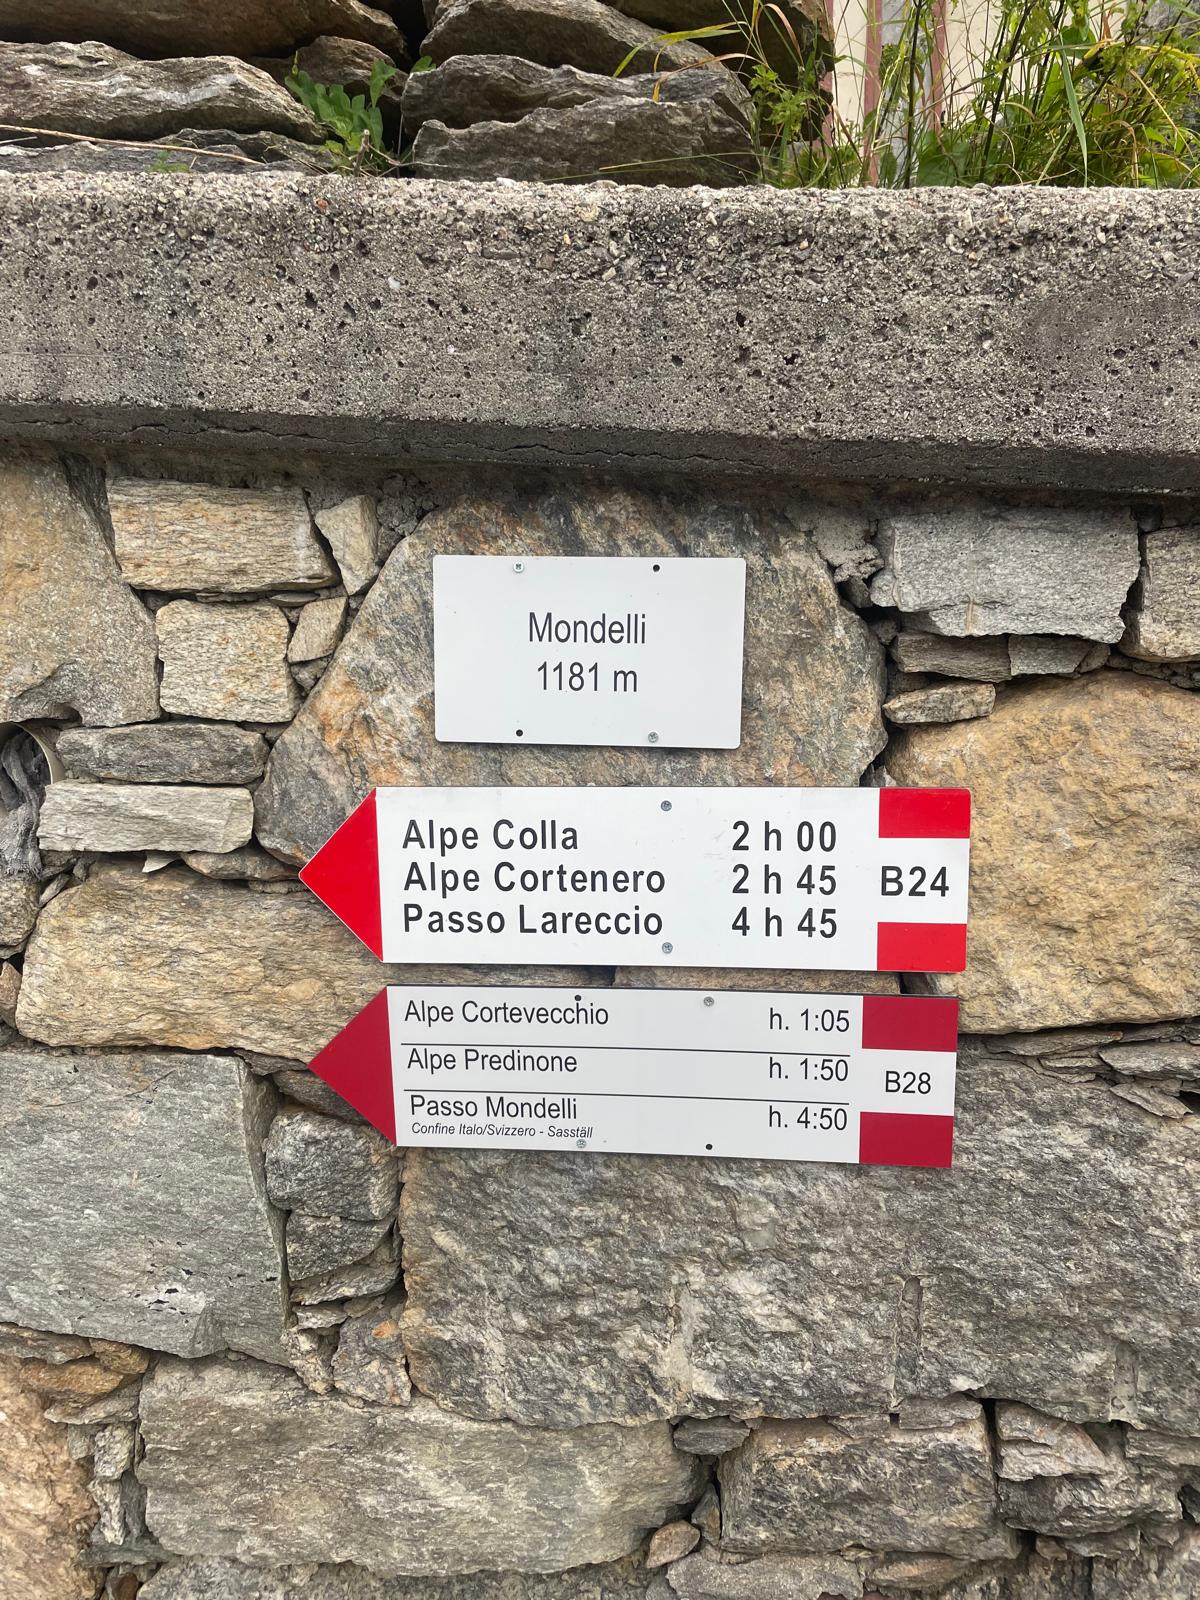 Mondelli
1181 m
Alpe Colla 2 h 00
Alpe Cortenero 2 h 45
Passo Lareccio 4 h 45
B24
Alpe Cortevecchio h. 1:05
Alpe Predinone h. 1:50
Passo Mondelli h. 4:50
Confine Italo/Svizzero - Sasställ
B28